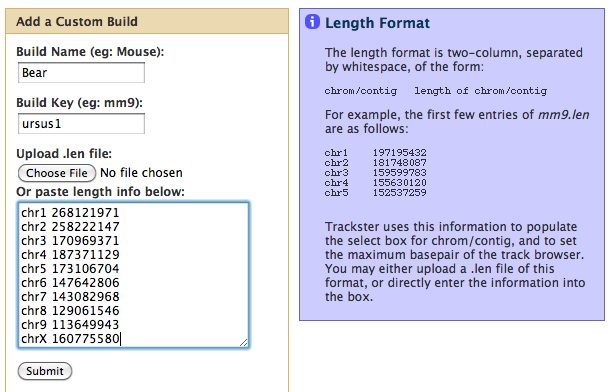 Add a Custom Build
Build Name (eg: Mouse):
Bear
Build Key (eg: mm9):
ursus1
Upload .len file:
Choose File No file chosen
Or paste length info below:
chr1 268121971
chr2 258222147
chr3 170969371
chr4 187371129
chr5 173106704
chr6 147642806
chr7 143082968
chr8 129061546
chr9 113649943
chrX 160775580
Submit
i Length Format
The length format is two-column, separated
by whitespace, of the form:
chrom/contig length of chrom/contig
For example, the first few entries of mm9.len
are as follows:
chr1 197195432
chr2 181748087
chr3 159599783
chr4 155630120
chr5 152537259
Trackster uses this information to populate
the select box for chrom/contig, and to set
the maximum basepair of the track browser.
You may either upload a .len file of this
format, or directly enter the information into
the box.